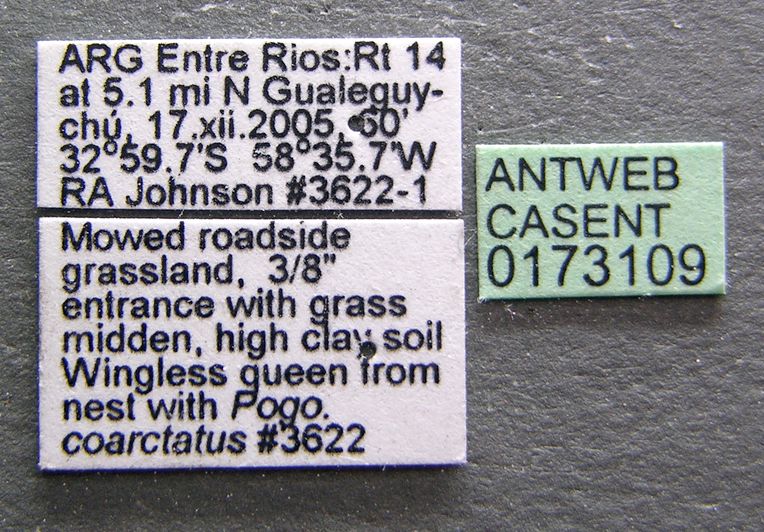 ARG Entre Rios:Rt 14
at 5.1 mi N Gualeguy-
chú, 17.xii.2005, 60'
32°59.7'S 58°35.7'W
RA Johnson #3622-1
Mowed roadside
grassland, 3/8"
entrance with grass
midden, high clay soil
Wingless queen from
nest with Pogo.
coarctatus #3622
ANTWEB
CASENT
0173109